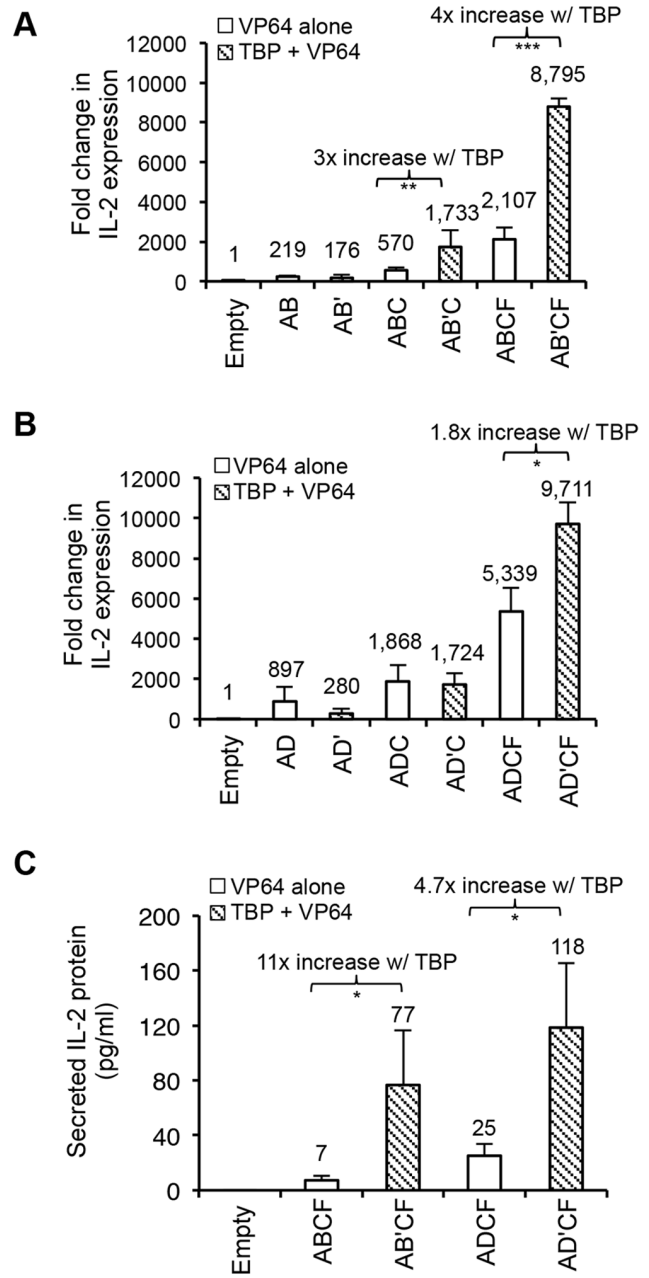 A
VP64 alone
TBP + VP64
4x increase w/ TBP
***
8,795
3x increase w/ TBP
**
Fold change in
IL-2 expression
12000
10000
8000
6000
4000
2000
0
1
219
176
570
1,733
2,107
Empty
AB
AB'
ABC
AB'C
ABCF
AB'CF
B
1.8x increase w/ TBP
*
VP64 alone
TBP + VP64
9,711
Fold change in
IL-2 expression
12000
10000
8000
6000
4000
2000
0
1
897
280
1,868
1,724
5,339
Empty
AD
AD'
ADC
AD'C
ADCF
AD'CF
C
VP64 alone
TBP + VP64
4.7x increase w/ TBP
*
118
11x increase w/ TBP
*
77
Secreted IL-2 protein
(pg/ml)
200
160
120
80
40
0
7
25
Empty
ABCF
AB'CF
ADCF
AD'CF